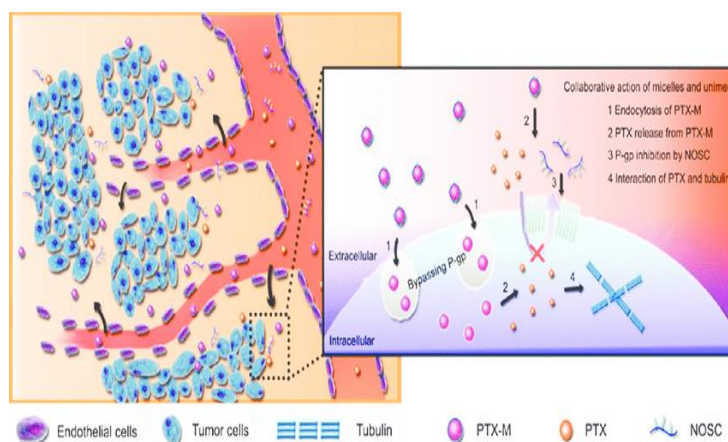 Collaborative action of micelles and unime
1 Endocytosis of PTX-M
2 PTX release from PTX-M
3 P-gp inhibition by NOSC
4 Interaction of PTX and tubulin
2
3
1
1
Extracellular
Bypassing P-gp
2
4
Intracellular
Endothelial cells
Tumor cells
Tubulin
PTX-M
PTX
NOSC